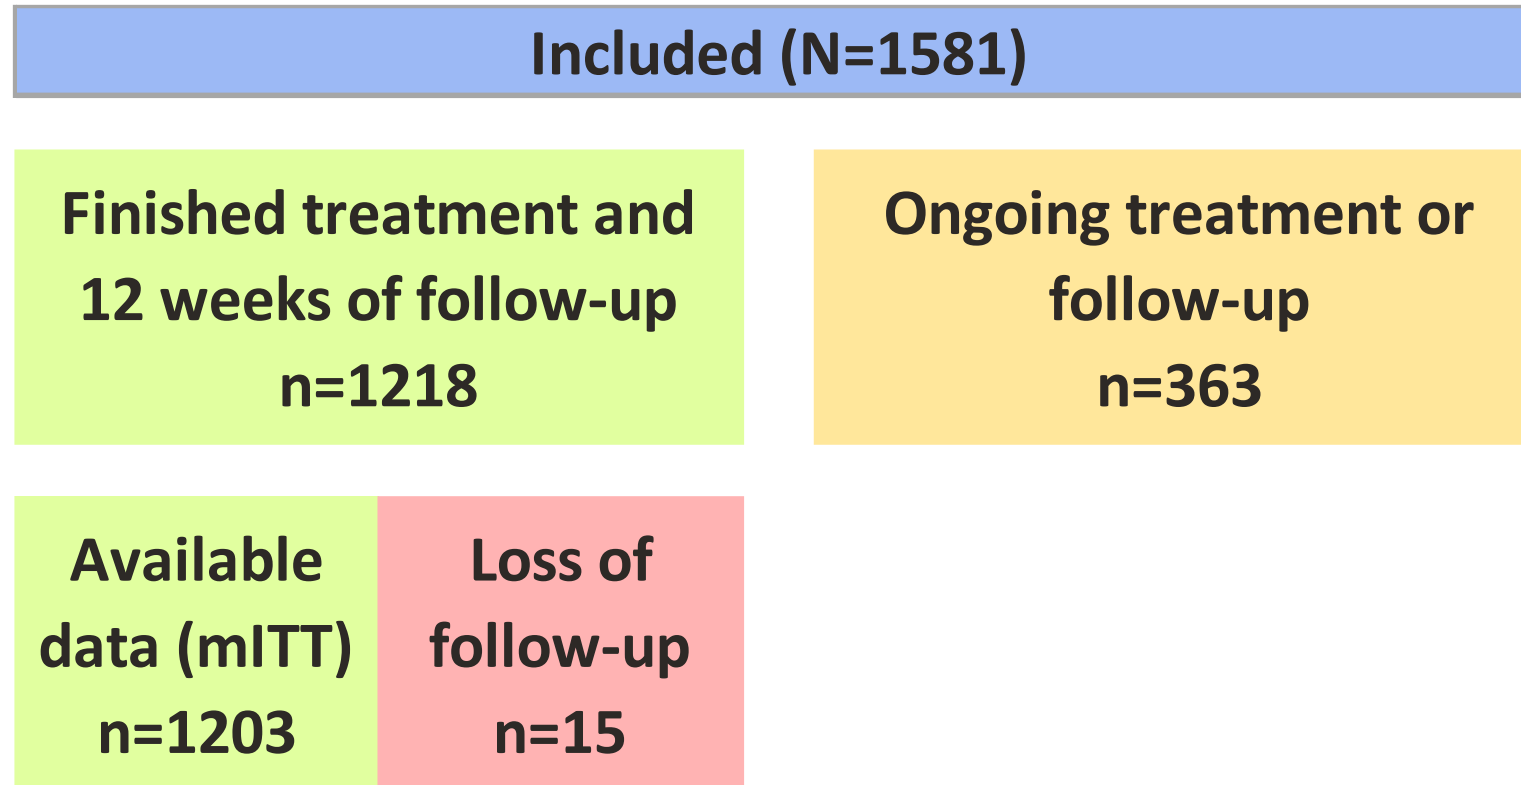 Included (N=1581)
Finished treatment and
12 weeks of follow-up
n=1218
Ongoing treatment or
follow-up
n=363
Available
data (mITT)
n=1203
Loss of
follow-up
n=15